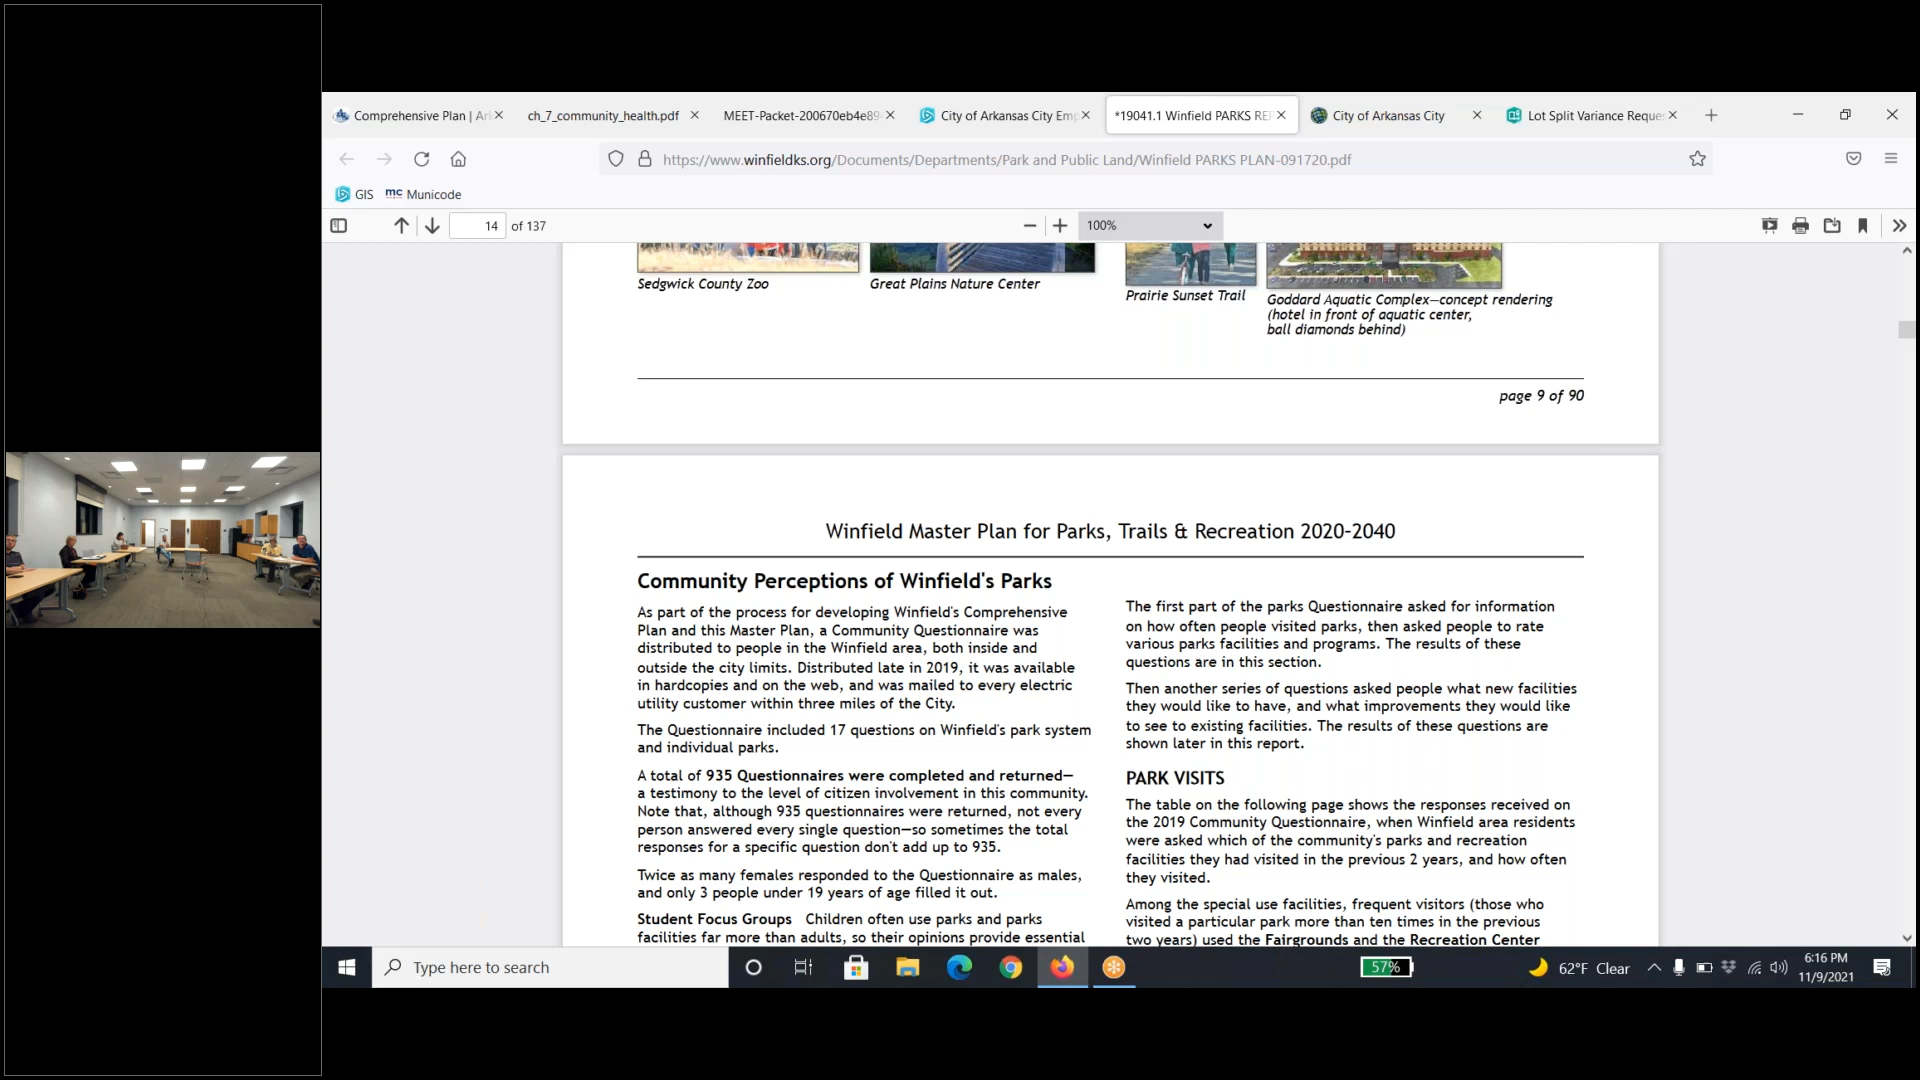 Comprehensive Plan | Ar
ch_7_community_health.pdf
MEET-Packet-200670eb4e89
City of Arkansas City Emp
*19041.1 Winfield PARKS REP
City of Arkansas City
Lot Split Variance Reques
https://www.winfieldks.org/Documents/Departments/Park and Public Land/Winfield PARKS PLAN-091720.pdf
GIS
mc Municode
14 of 137
100%
Sedgwick County Zoo
Great Plains Nature Center
Prairie Sunset Trail
Goddard Aquatic Complex—concept rendering
(hotel in front of aquatic center,
ball diamonds behind)
page 9 of 90
Winfield Master Plan for Parks, Trails & Recreation 2020-2040
Community Perceptions of Winfield's Parks
As part of the process for developing Winfield's Comprehensive
Plan and this Master Plan, a Community Questionnaire was
distributed to people in the Winfield area, both inside and
outside the city limits. Distributed late in 2019, it was available
in hardcopies and on the web, and was mailed to every electric
utility customer within three miles of the City.
The Questionnaire included 17 questions on Winfield's park system
and individual parks.
A total of 935 Questionnaires were completed and returned—
a testimony to the level of citizen involvement in this community.
Note that, although 935 questionnaires were returned, not every
person answered every single question—so sometimes the total
responses for a specific question don't add up to 935.
Twice as many females responded to the Questionnaire as males,
and only 3 people under 19 years of age filled it out.
Student Focus Groups Children often use parks and parks
facilities far more than adults, so their opinions provide essential
The first part of the parks Questionnaire asked for information
on how often people visited parks, then asked people to rate
various parks facilities and programs. The results of these
questions are in this section.
Then another series of questions asked people what new facilities
they would like to have, and what improvements they would like
to see to existing facilities. The results of these questions are
shown later in this report.
PARK VISITS
The table on the following page shows the responses received on
the 2019 Community Questionnaire, when Winfield area residents
were asked which of the community's parks and recreation
facilities they had visited in the previous 2 years, and how often
they visited.
Among the special use facilities, frequent visitors (those who
visited a particular park more than ten times in the previous
two years) used the Fairgrounds and the Recreation Center
Type here to search
57%
62°F Clear
6:16 PM
11/9/2021